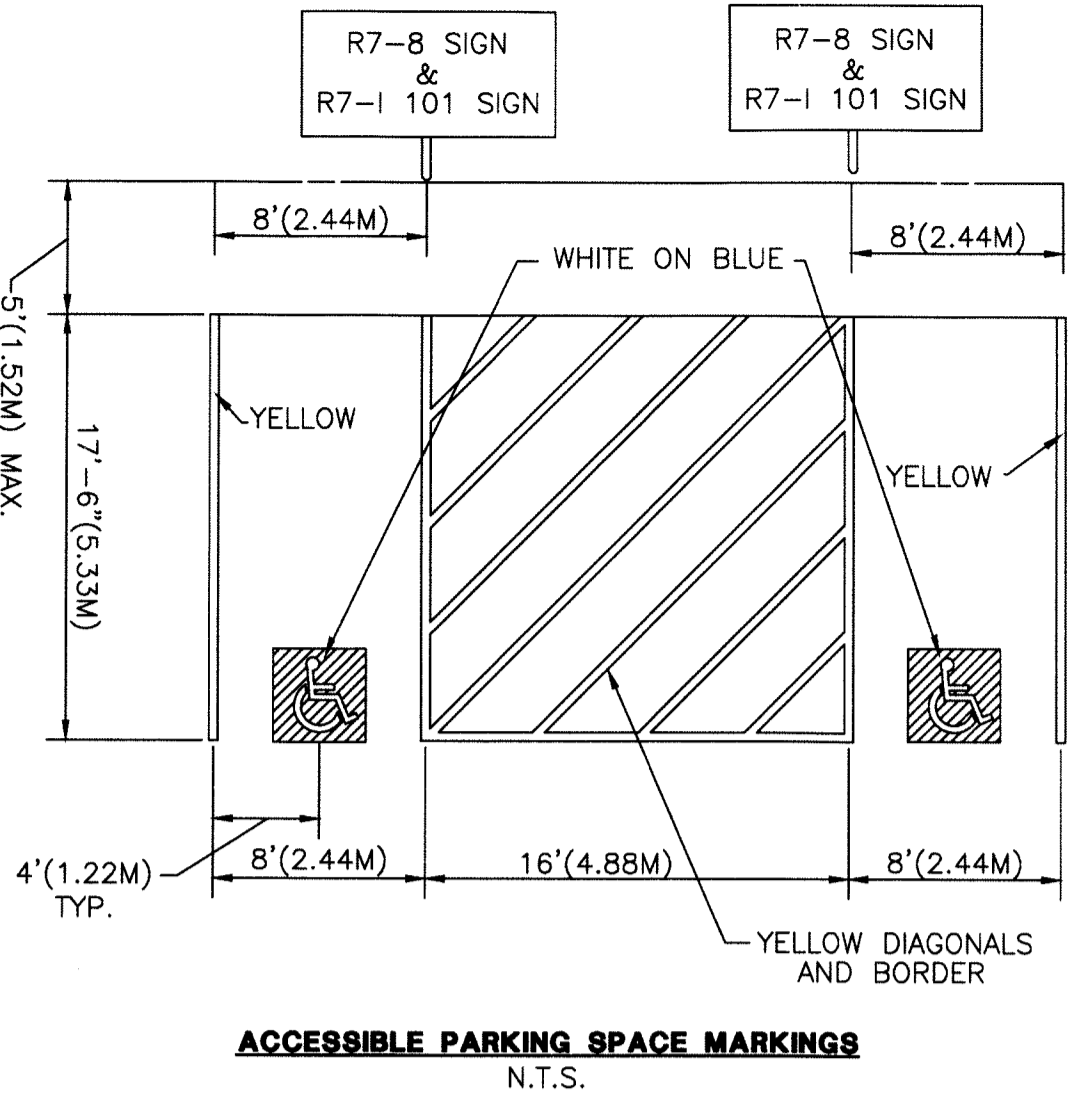 R7-8 SIGN
&
R7-I 101 SIGN
R7-8 SIGN
&
R7-I 101 SIGN
8'(2.44M)
8'(2.44M)
WHITE ON BLUE
5'(1.52M) MAX.
YELLOW
17'-6"(5.33M)
YELLOW
4'(1.22M)
TYP.
8'(2.44M)
16'(4.88M)
8'(2.44M)
YELLOW DIAGONALS
AND BORDER
ACCESSIBLE PARKING SPACE MARKINGS
N.T.S.